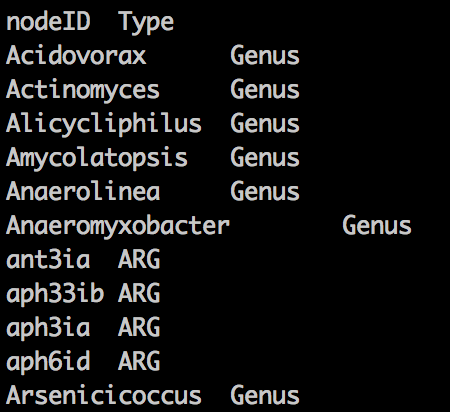 nodeID	Type
Acidovorax	Genus
Actinomyces	Genus
Alicycliphilus	Genus
Amycolatopsis	Genus
Anaerolinea	Genus
Anaeromyxobacter	Genus
ant3ia	ARG
aph33ib	ARG
aph3ia	ARG
aph6id	ARG
Arsenicicoccus	Genus